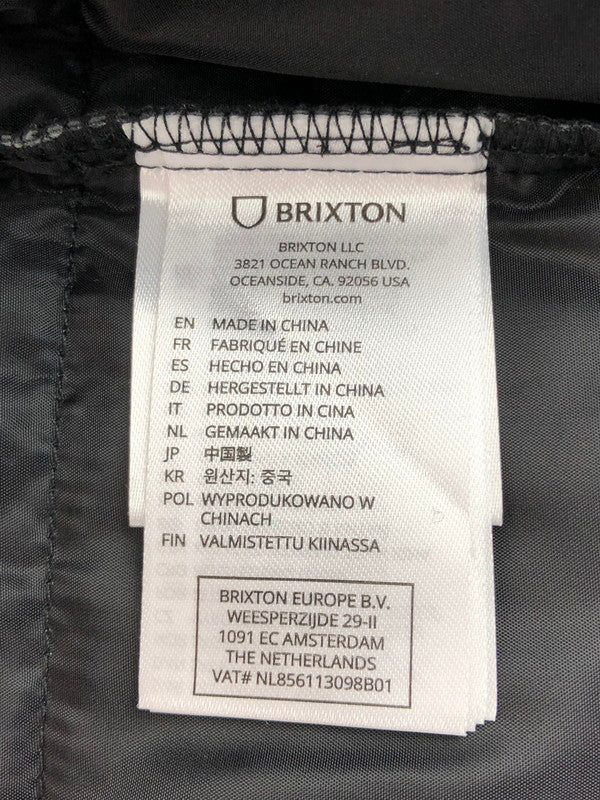 BRIXTON
BRIXTON LLC
3821 OCEAN RANCH BLVD.
OCEANSIDE, CA. 92056 USA
brixton.com
EN MADE IN CHINA
FR FABRIQUÉ EN CHINE
ES HECHO EN CHINA
DE HERGESTELLT IN CHINA
IT PRODOTTO IN CINA
NL GEMAAKT IN CHINA
JP 中国製
KR 원산지: 중국
POL WYPRODUKOWANO W
CHINACH
FIN VALMISTETTU KIINASSA
BRIXTON EUROPE B.V.
WEESPERZIJDE 29-II
1091 EC AMSTERDAM
THE NETHERLANDS
VAT# NL856113098B01